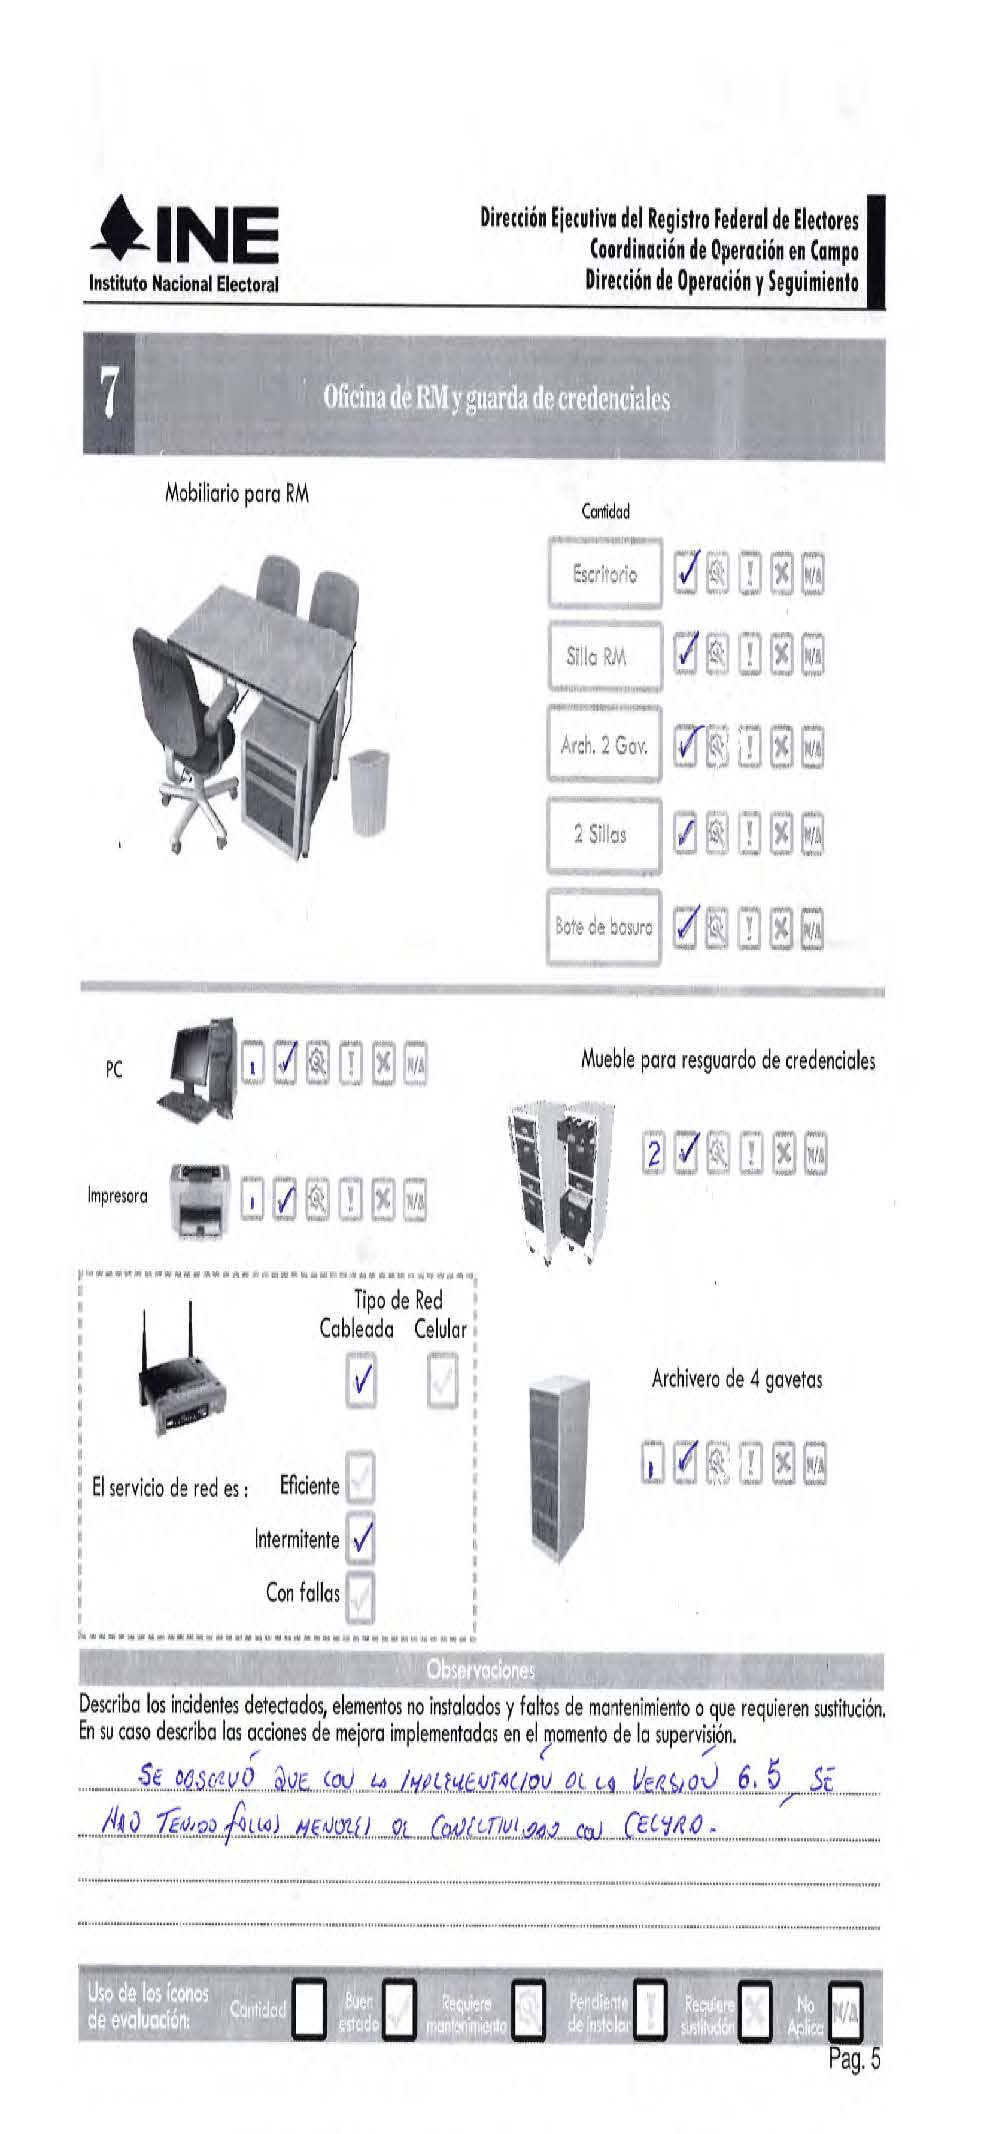 INE
Instituto Nacional Electoral
Dirección Ejecutiva del Registro Federal de Electores
Coordinación de Operación en Campo
Dirección de Operación y Seguimiento
7
Oficina de RM y guarda de credenciales
Mobiliario para RM
Cantidad
Escritorio
N/A
Silla RM
N/A
Arch. 2 Gav.
N/A
2 Sillas
N/A
Bote de basura
N/A
PC
1
N/A
Mueble para resguardo de credenciales
2
N/A
Impresora
1
N/A
Tipo de Red
Cableada Celular
Archivero de 4 gavetas
1
N/A
El servicio de red es : Eficiente
Intermitente
Con fallas
Observaciones
Describa los incidentes detectados, elementos no instalados y faltos de mantenimiento o que requieren sustitución.
En su caso describa las acciones de mejora implementadas en el momento de la supervisión.
SE OBSERVÓ QUE CON LA IMPLEMENTACIÓN DE LA VERSIÓN 6.5, SE
HAN TENIDO FALLAS MENORES DE CONECTIVIDAD CON CECYRD.
Uso de los íconos
de evaluación:
Cantidad
Buen
estado
Requiere
mantenimiento
Pendiente
de instalar
Requiere
sustitución
No
Aplica
N/A
Pag. 5